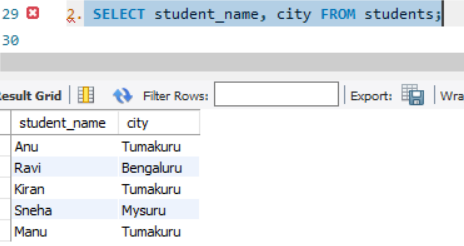 29 2. SELECT student_name, city FROM students;
30
Result Grid Filter Rows: Export: Wra
student_name city
Anu Tumakuru
Ravi Bengaluru
Kiran Tumakuru
Sneha Mysuru
Manu Tumakuru